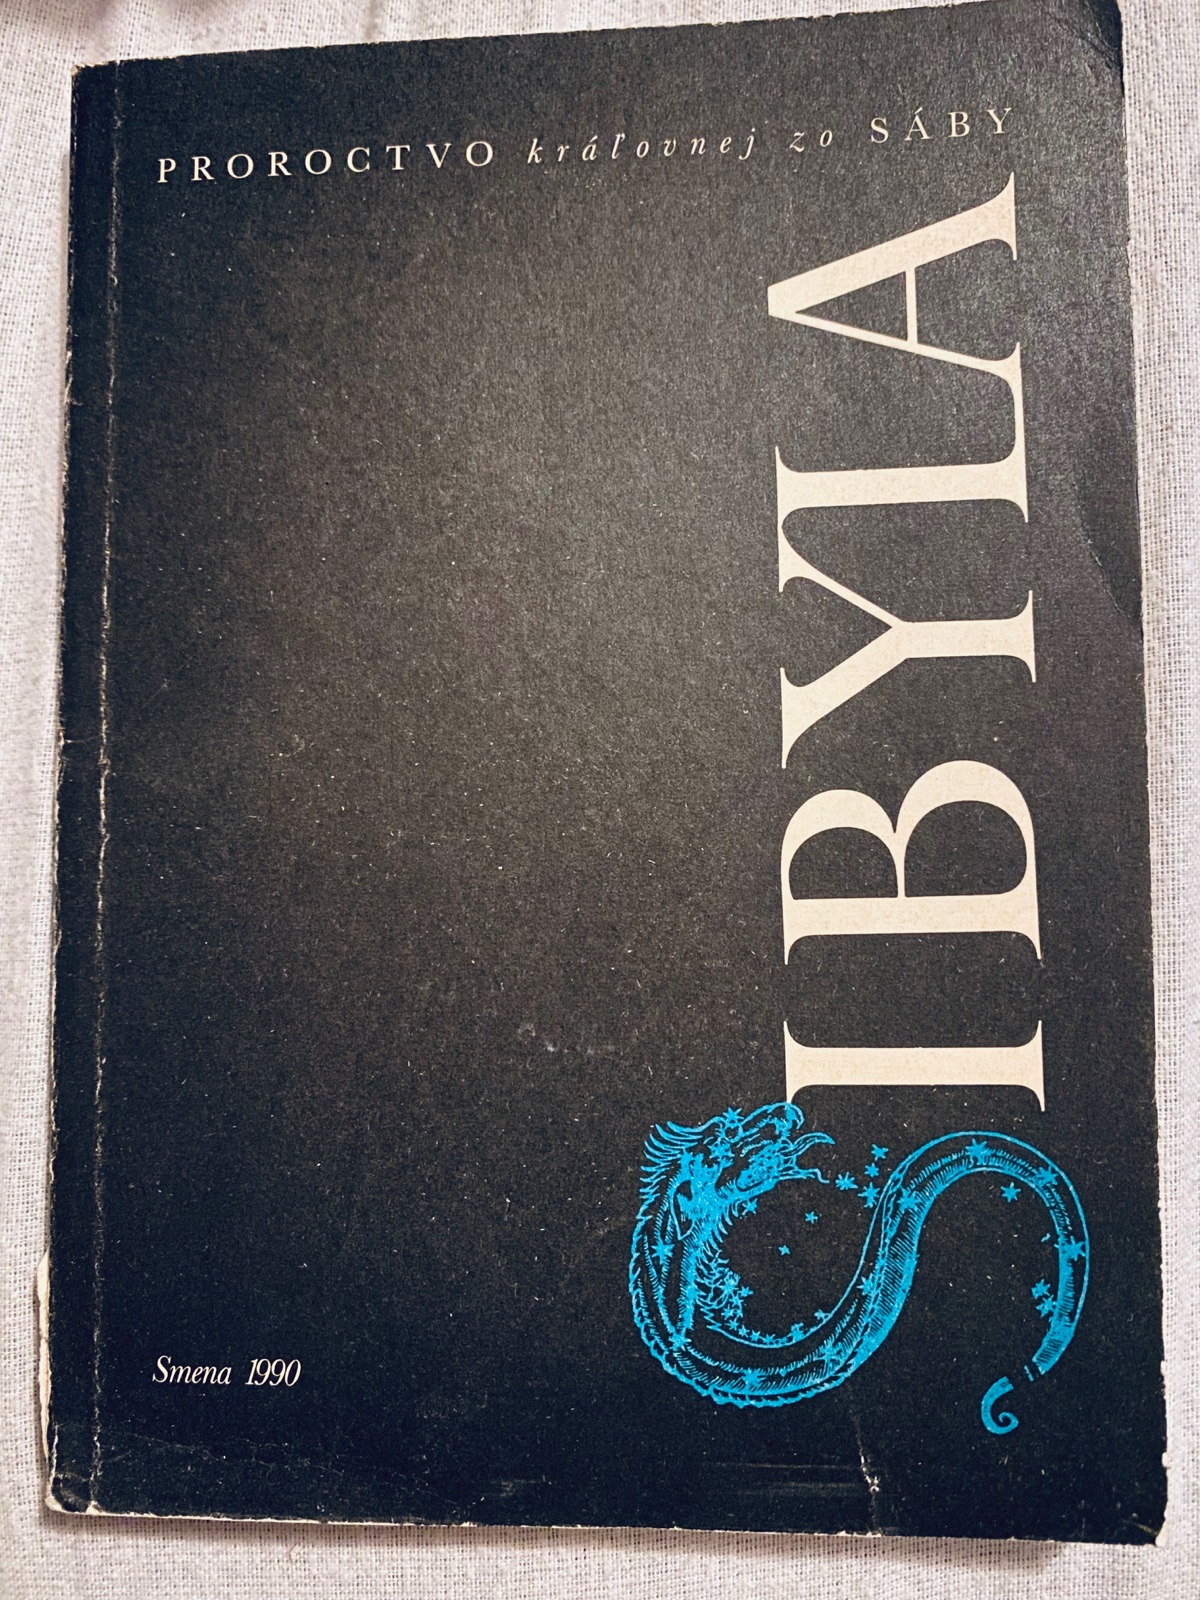 PROROCTVO kráľovnej zo SÁBY
SIBYLA
Smena 1990